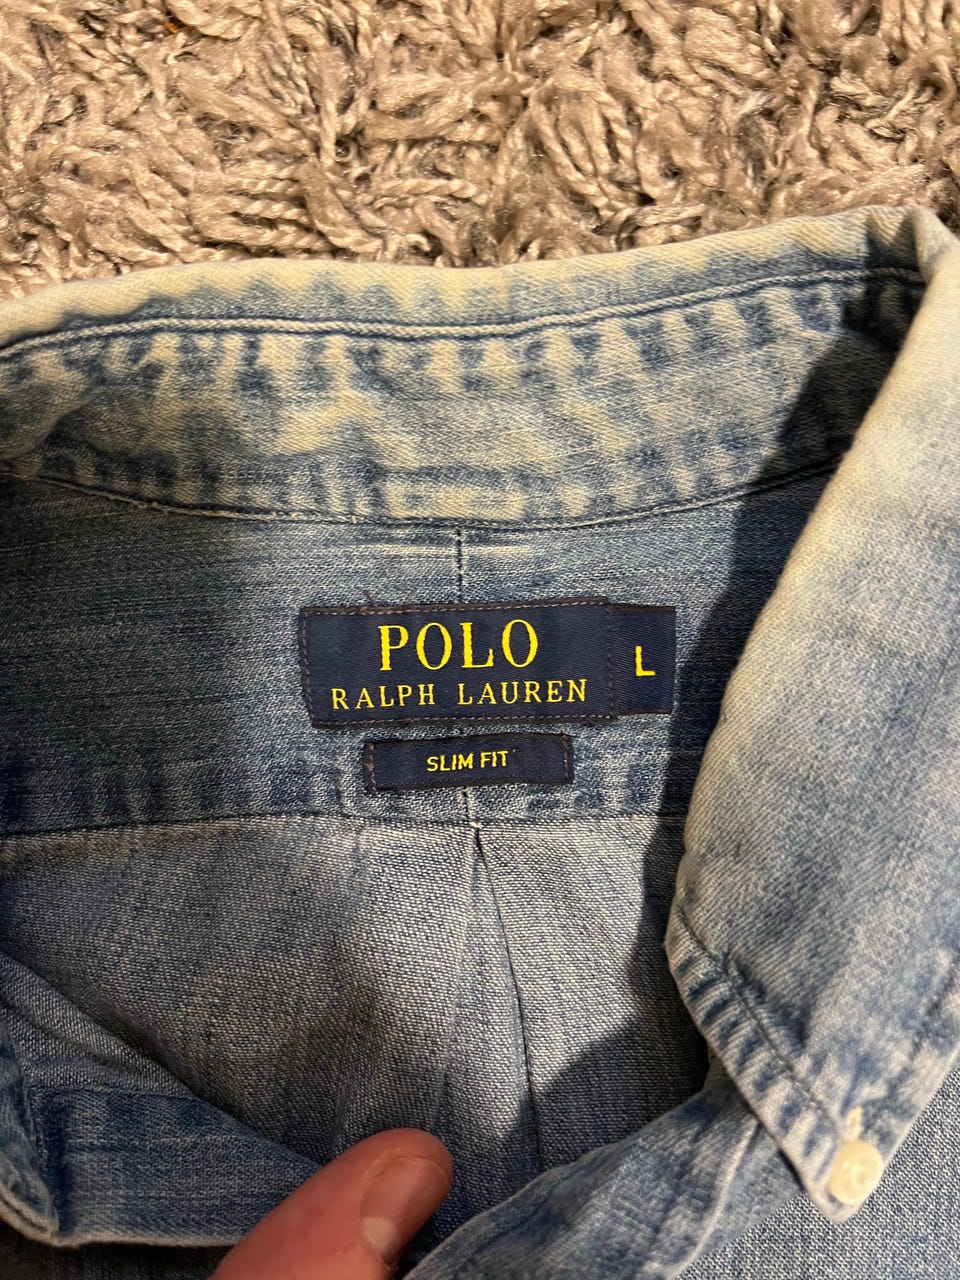 POLO
RALPH LAUREN
L
SLIM FIT